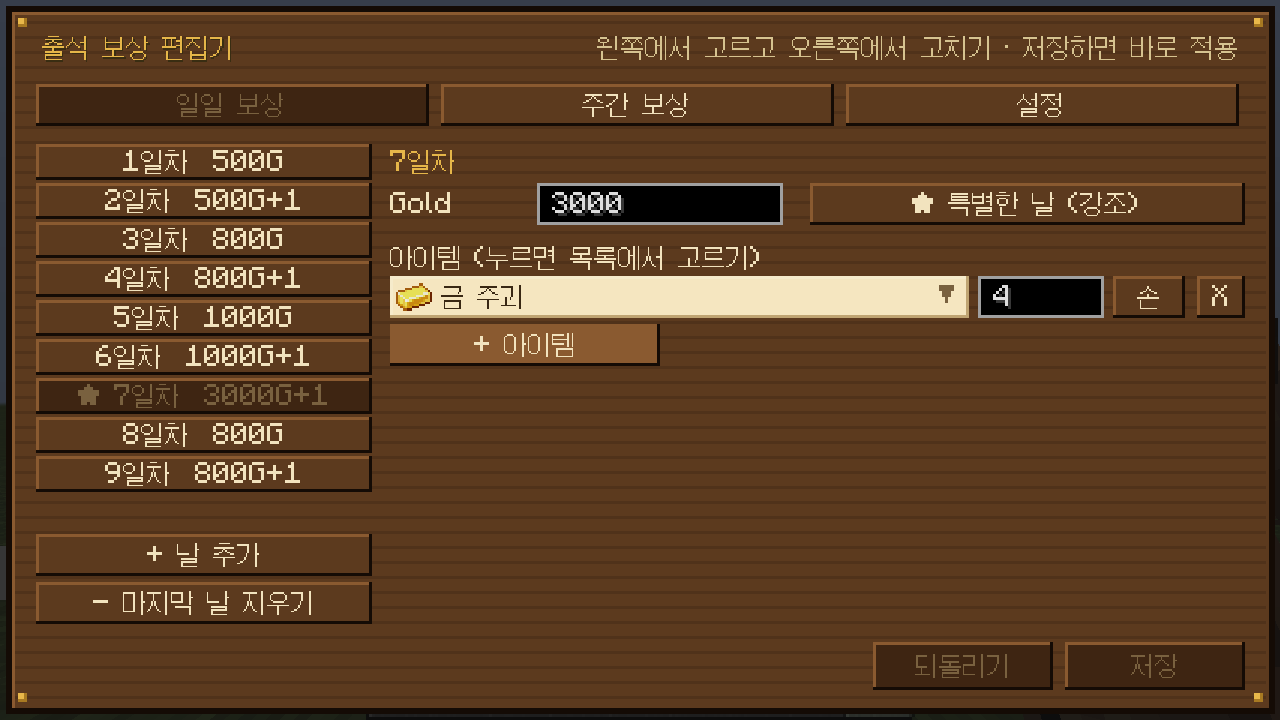 출석 보상 편집기
왼쪽에서 고르고 오른쪽에서 고치기 · 저장하면 바로 적용
일일 보상
주간 보상
설정
1일차 500G
2일차 500G+1
3일차 800G
4일차 800G+1
5일차 1000G
6일차 1000G+1
★ 7일차 3000G+1
8일차 800G
9일차 800G+1
+ 날 추가
- 마지막 날 지우기
7일차
Gold
3000
★ 특별한 날 (강조)
아이템 (누르면 목록에서 고르기)
금 주괴 ▼
4
손
X
+ 아이템
되돌리기
저장